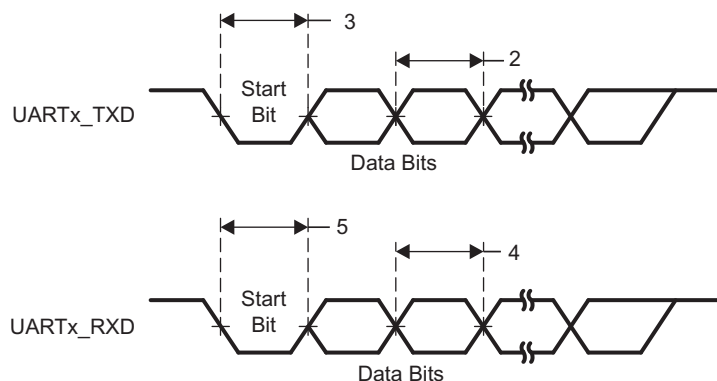 3
2
Start
Bit
UARTx_TXD
Data Bits
5
4
Start
Bit
UARTx_RXD
Data Bits